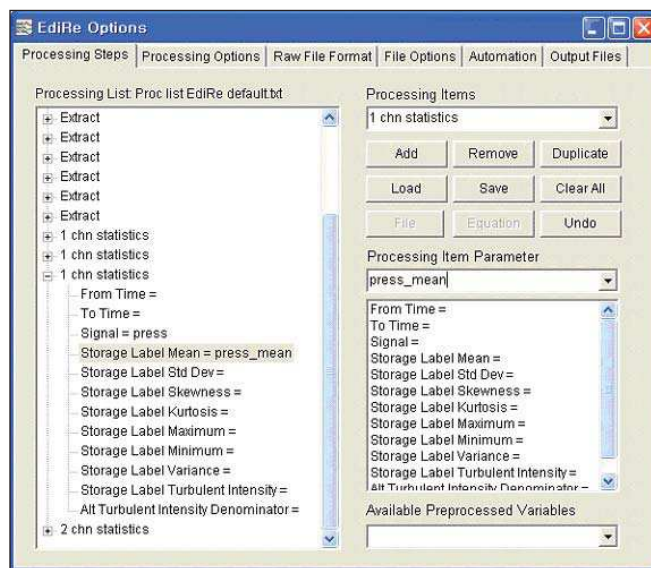 EdiRe Options
Processing Steps
Processing Options
Raw File Format
File Options
Automation
Output Files
Processing List: Proc list EdiRe default.txt
Extract
Extract
Extract
Extract
Extract
Extract
1 chn statistics
1 chn statistics
1 chn statistics
From Time =
To Time =
Signal = press
Storage Label Mean = press_mean
Storage Label Std Dev =
Storage Label Skewness =
Storage Label Kurtosis =
Storage Label Maximum =
Storage Label Minimum =
Storage Label Variance =
Storage Label Turbulent Intensity =
Alt Turbulent Intensity Denominator =
2 chn statistics
Processing Items
1 chn statistics
Add
Remove
Duplicate
Load
Save
Clear All
File
Equation
Undo
Processing Item Parameter
press_mean
From Time =
To Time =
Signal =
Storage Label Mean =
Storage Label Std Dev =
Storage Label Skewness =
Storage Label Kurtosis =
Storage Label Maximum =
Storage Label Minimum =
Storage Label Variance =
Storage Label Turbulent Intensity =
Alt Turbulent Intensity Denominator =
Available Preprocessed Variables